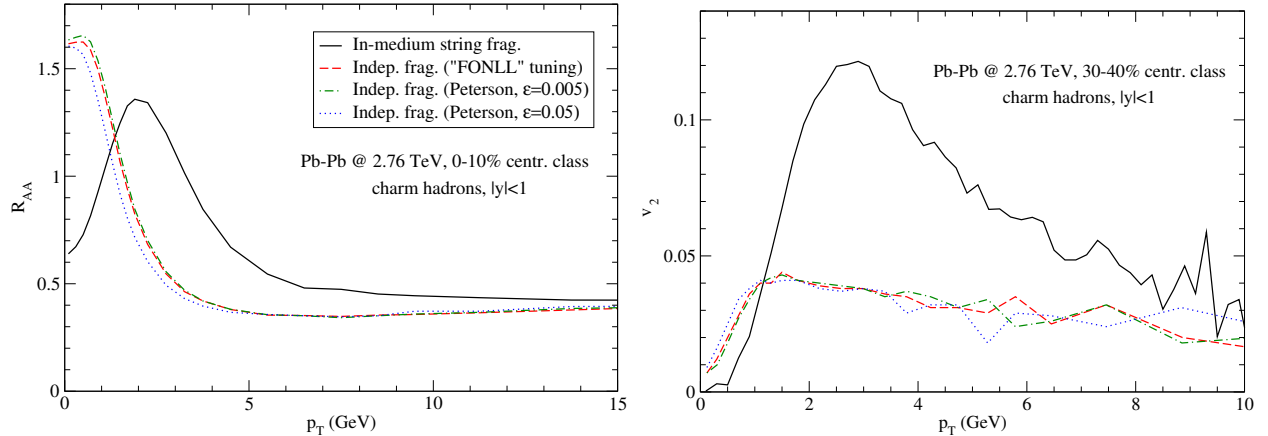 1.5
1
0.5
0
R_AA
In-medium string frag.
Indep. frag. ("FONLL" tuning)
Indep. frag. (Peterson, ε=0.005)
Indep. frag. (Peterson, ε=0.05)
Pb-Pb @ 2.76 TeV, 0-10% centr. class
charm hadrons, |y|<1
0 5 10 15
p_T (GeV)
0.1
0.05
0
v_2
Pb-Pb @ 2.76 TeV, 30-40% centr. class
charm hadrons, |y|<1
0 2 4 6 8 10
p_T (GeV)